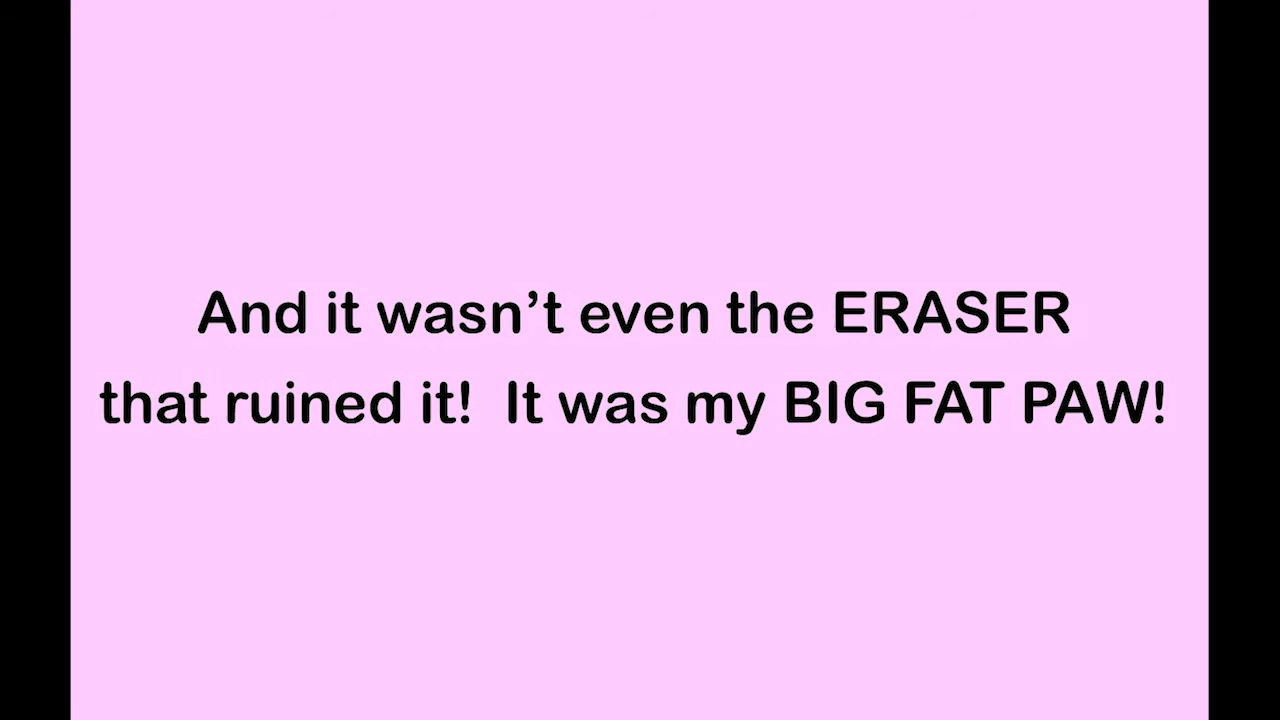 And it wasn’t even the ERASER
that ruined it!  It was my BIG FAT PAW!